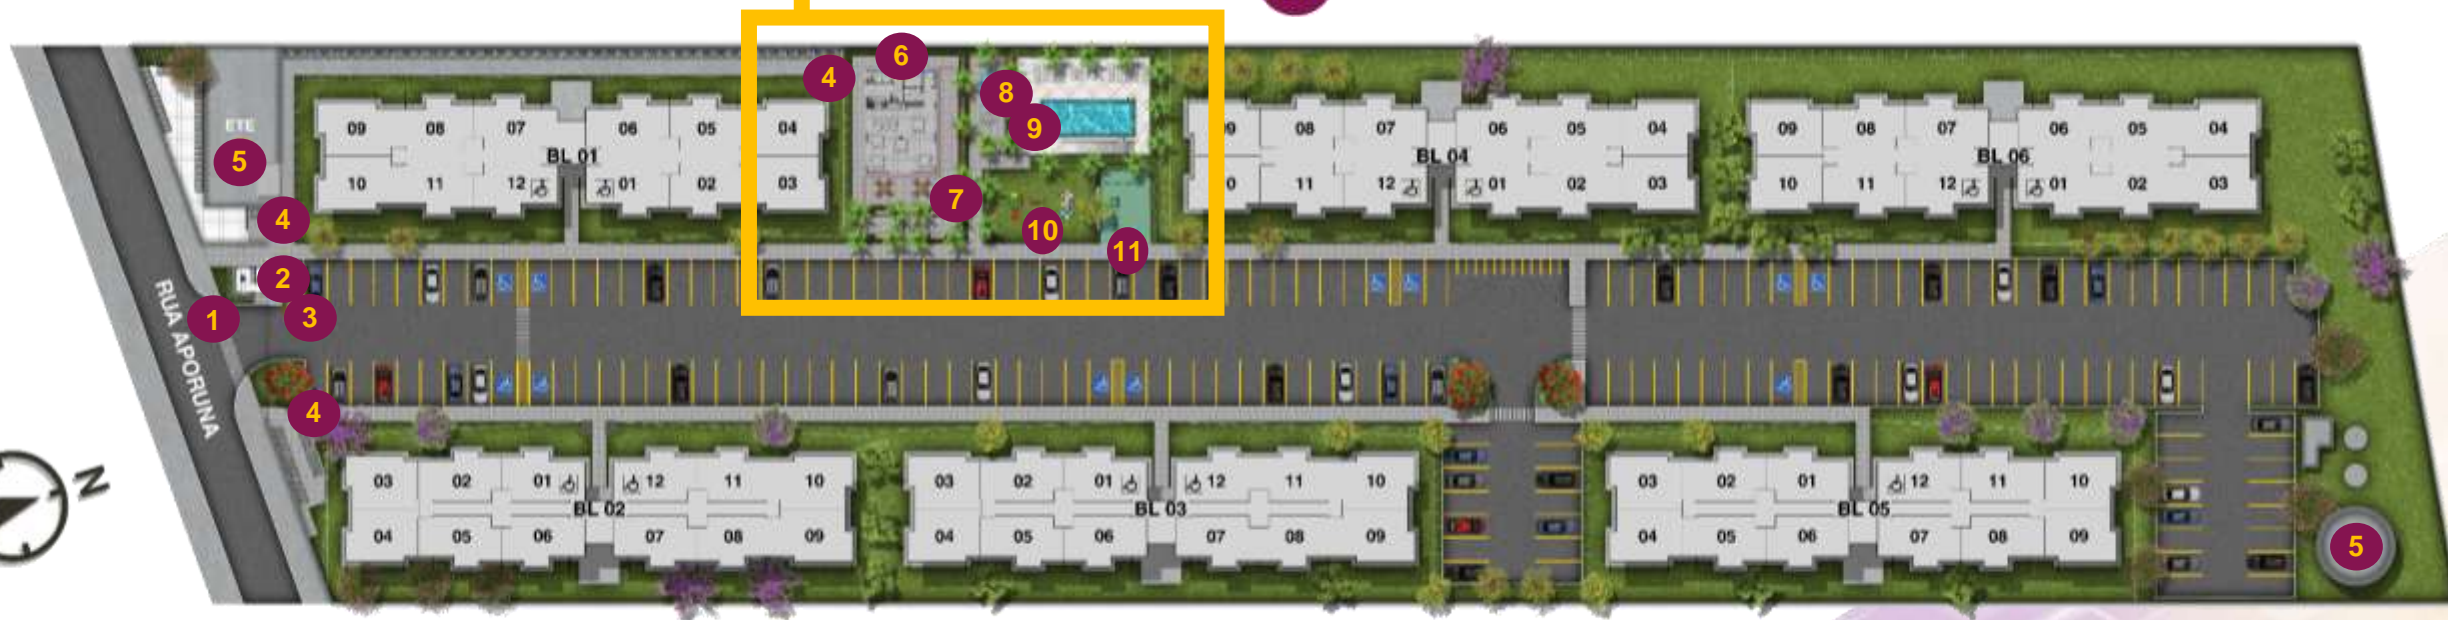 6
4
8
9
ETE
5
09 08 07 06 05 04
BL 01
10 11 12 01 02 03
7
10
11
09 08 07 06 05 04
BL 04
0 11 12 01 02 03
09 08 07 06 05 04
BL 06
10 11 12 01 02 03
4
2
1
3
RUA APORUNA
4
N
03 02 01 12 11 10
BL 02
04 05 06 07 08 09
03 02 01 12 11 10
BL 03
04 05 06 07 08 09
03 02 01 12 11 10
BL 05
04 05 06 07 08 09
5